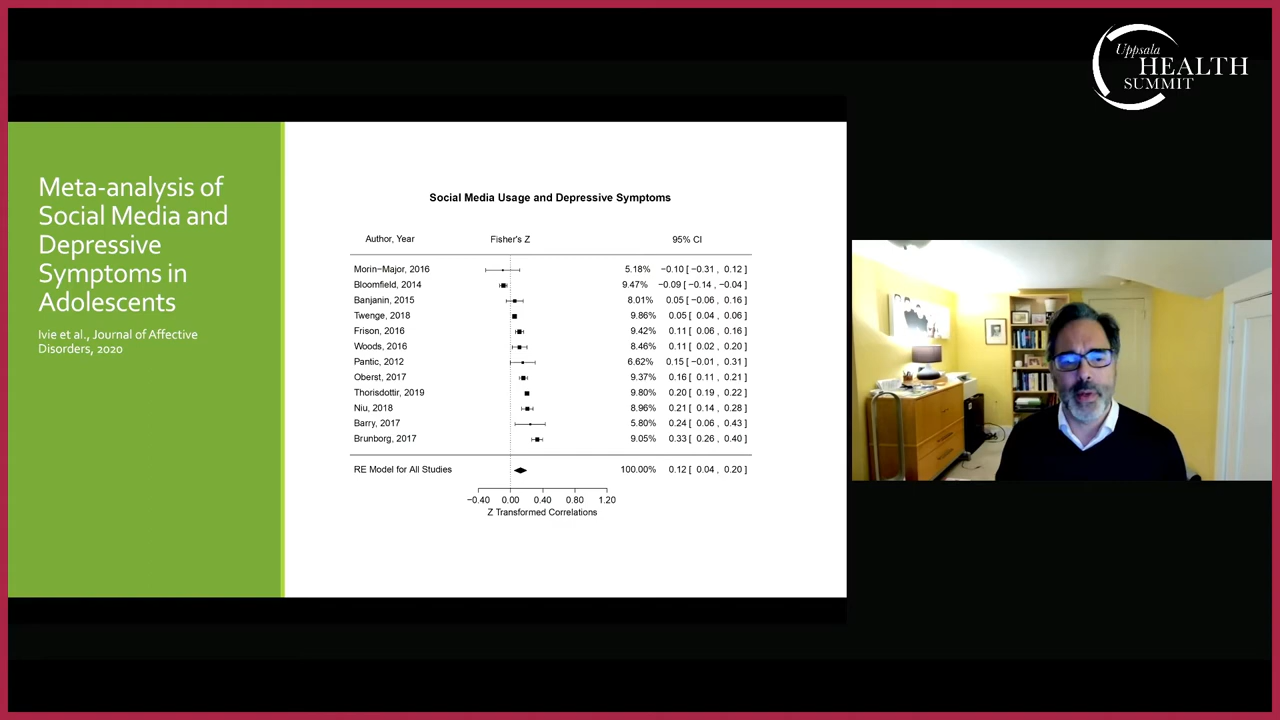 Uppsala
HEALTH
SUMMIT
Meta-analysis of
Social Media and
Depressive
Symptoms in
Adolescents
Ivie et al., Journal of Affective
Disorders, 2020
Social Media Usage and Depressive Symptoms
Author, Year Fisher's Z 95% CI
Morin−Major, 2016 5.18% −0.10 [ −0.31 , 0.12 ]
Bloomfield, 2014 9.47% −0.09 [ −0.14 , −0.04 ]
Banjanin, 2015 8.01% 0.05 [ −0.06 , 0.16 ]
Twenge, 2018 9.86% 0.05 [ 0.04 , 0.06 ]
Frison, 2016 9.42% 0.11 [ 0.06 , 0.16 ]
Woods, 2016 8.46% 0.11 [ 0.02 , 0.20 ]
Pantic, 2012 6.62% 0.15 [ −0.01 , 0.31 ]
Oberst, 2017 9.37% 0.16 [ 0.11 , 0.21 ]
Thorisdottir, 2019 9.80% 0.20 [ 0.19 , 0.22 ]
Niu, 2018 8.96% 0.21 [ 0.14 , 0.28 ]
Barry, 2017 5.80% 0.24 [ 0.06 , 0.43 ]
Brunborg, 2017 9.05% 0.33 [ 0.26 , 0.40 ]
RE Model for All Studies 100.00% 0.12 [ 0.04 , 0.20 ]
−0.40 0.00 0.40 0.80 1.20
Z Transformed Correlations